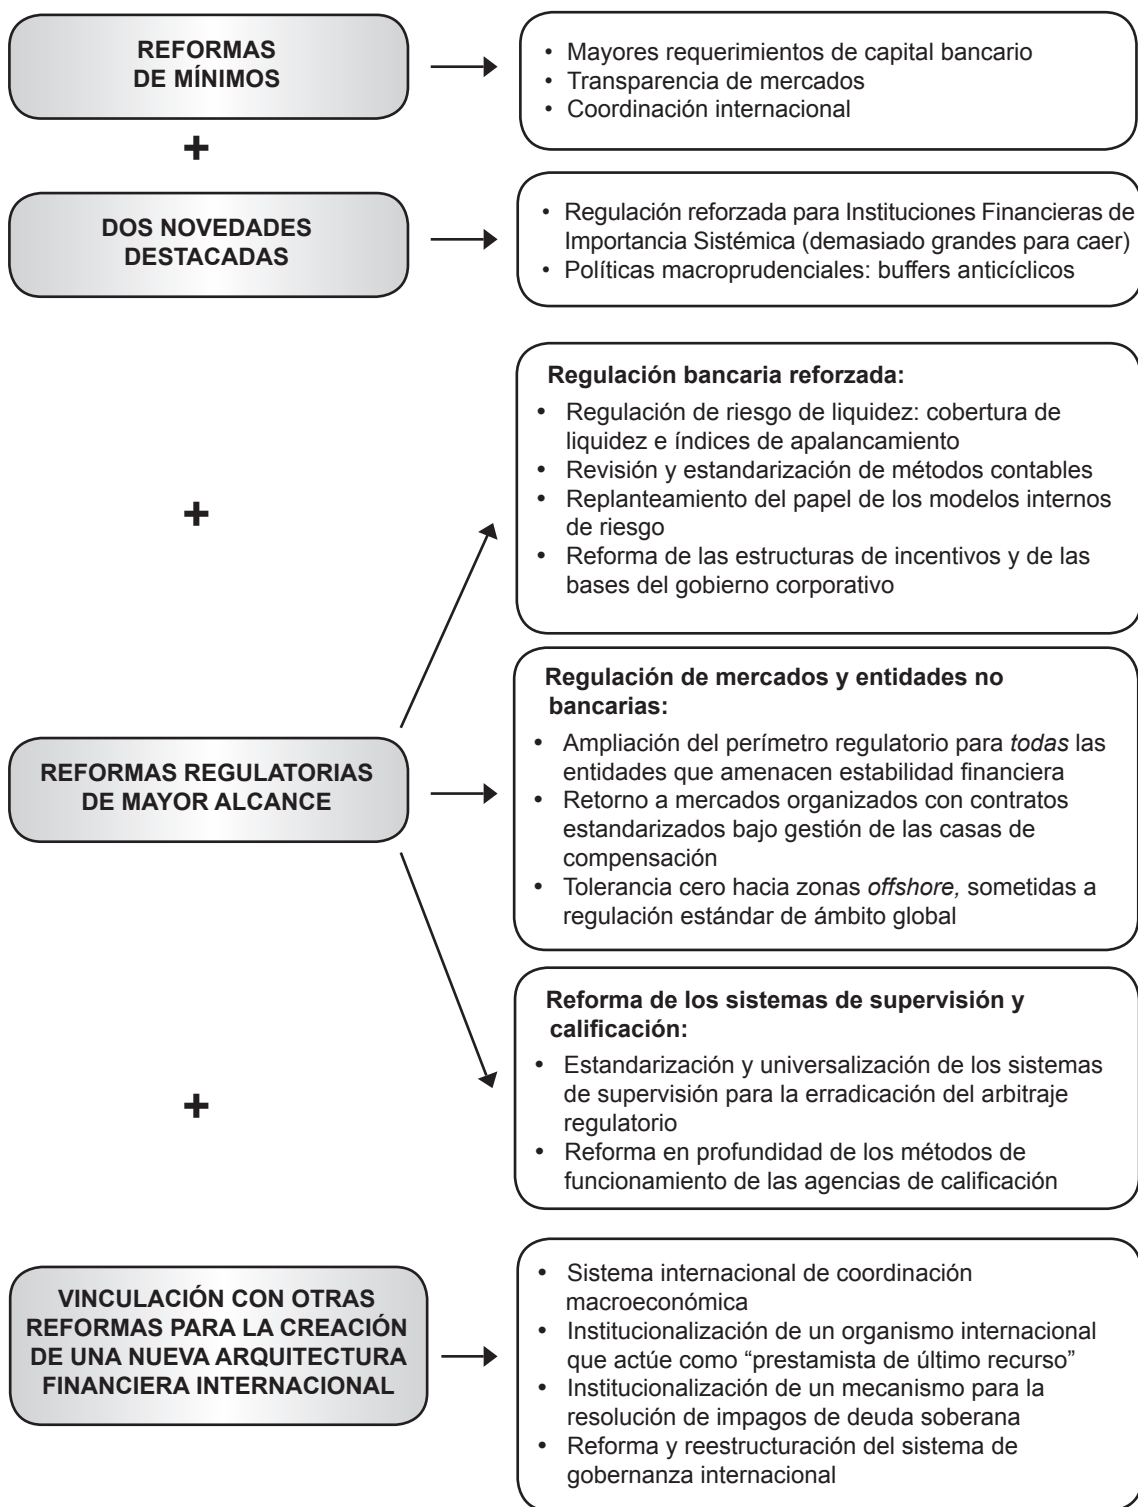 REFORMAS
DE MÍNIMOS
• Mayores requerimientos de capital bancario
• Transparencia de mercados
• Coordinación internacional
+
DOS NOVEDADES
DESTACADAS
• Regulación reforzada para Instituciones Financieras de
Importancia Sistémica (demasiado grandes para caer)
• Políticas macroprudenciales: buffers anticíclicos
+
Regulación bancaria reforzada:
• Regulación de riesgo de liquidez: cobertura de
liquidez e índices de apalancamiento
• Revisión y estandarización de métodos contables
• Replanteamiento del papel de los modelos internos
de riesgo
• Reforma de las estructuras de incentivos y de las
bases del gobierno corporativo
REFORMAS REGULATORIAS
DE MAYOR ALCANCE
Regulación de mercados y entidades no
bancarias:
• Ampliación del perímetro regulatorio para todas las
entidades que amenacen estabilidad financiera
• Retorno a mercados organizados con contratos
estandarizados bajo gestión de las casas de
compensación
• Tolerancia cero hacia zonas offshore, sometidas a
regulación estándar de ámbito global
Reforma de los sistemas de supervisión y
calificación:
• Estandarización y universalización de los sistemas
de supervisión para la erradicación del arbitraje
regulatorio
• Reforma en profundidad de los métodos de
funcionamiento de las agencias de calificación
+
VINCULACIÓN CON OTRAS
REFORMAS PARA LA CREACIÓN
DE UNA NUEVA ARQUITECTURA
FINANCIERA INTERNACIONAL
• Sistema internacional de coordinación
macroeconómica
• Institucionalización de un organismo internacional
que actúe como “prestamista de último recurso”
• Institucionalización de un mecanismo para la
resolución de impagos de deuda soberana
• Reforma y reestructuración del sistema de
gobernanza internacional